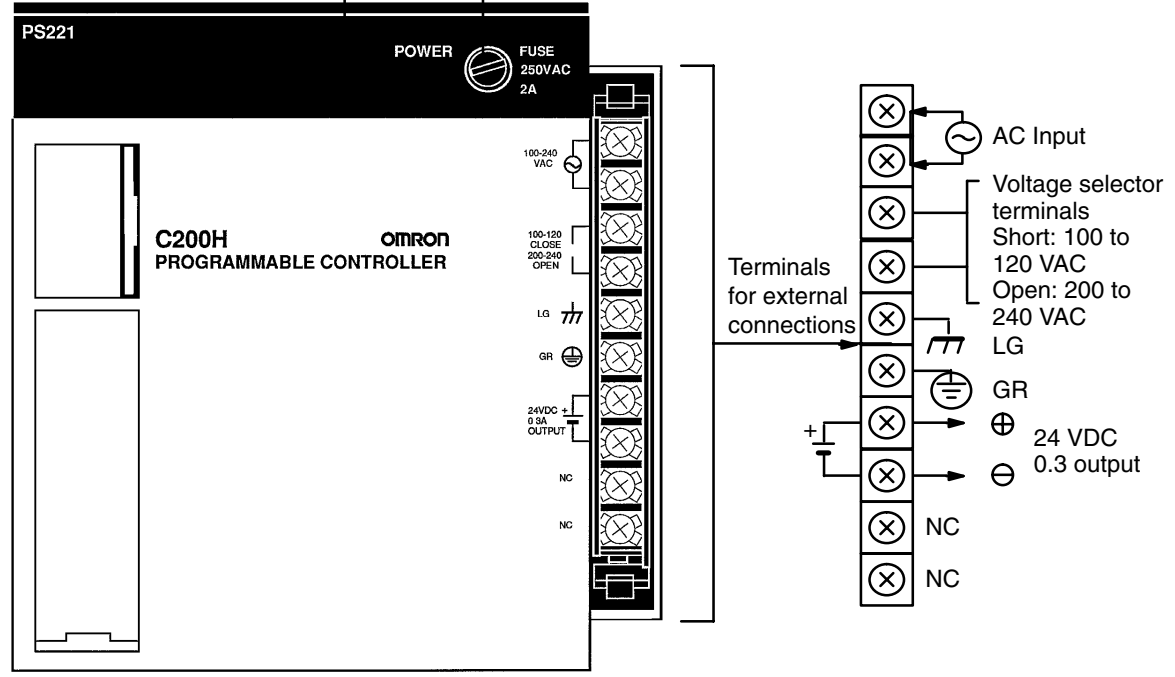 PS221
POWER
FUSE
250VAC
2A
100-240
VAC
C200H
OMRON
PROGRAMMABLE CONTROLLER
100-120
CLOSE
200-240
OPEN
LG
GR
24VDC +
0.3A
OUTPUT
NC
NC
Terminals
for external
connections
AC Input
Voltage selector
terminals
Short: 100 to
120 VAC
Open: 200 to
240 VAC
LG
GR
+
24 VDC
0.3 output
NC
NC